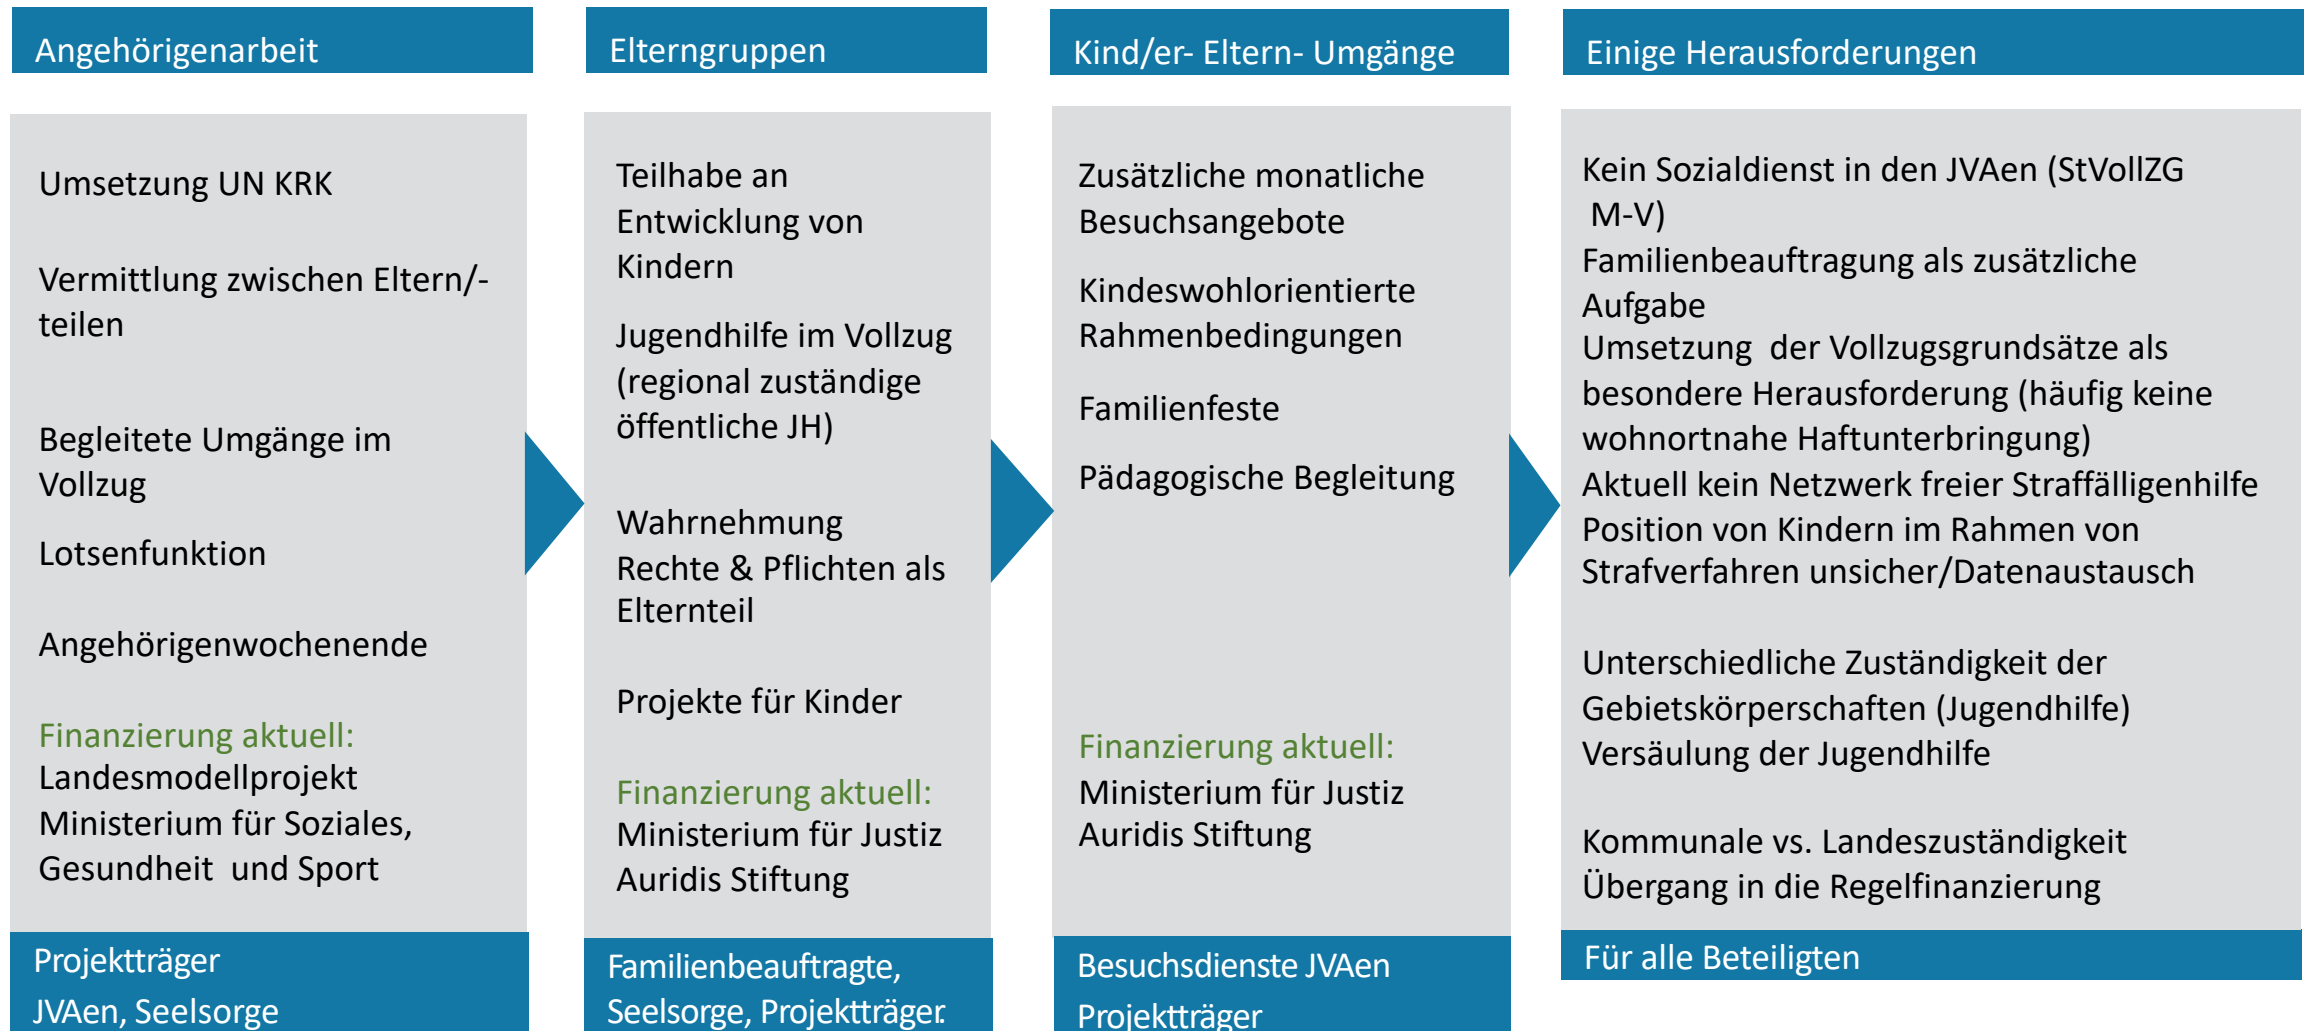 Angehörigenarbeit
Umsetzung UN KRK
Vermittlung zwischen Eltern/-
teilen
Begleitete Umgänge im
Vollzug
Lotsenfunktion
Angehörigenwochenende
Finanzierung aktuell:
Landesmodellprojekt
Ministerium für Soziales,
Gesundheit und Sport
Projektträger
JVAen, Seelsorge
Elterngruppen
Teilhabe an
Entwicklung von
Kindern
Jugendhilfe im Vollzug
(regional zuständige
öffentliche JH)
Wahrnehmung
Rechte & Pflichten als
Elternteil
Projekte für Kinder
Finanzierung aktuell:
Ministerium für Justiz
Auridis Stiftung
Familienbeauftragte,
Seelsorge, Projektträger.
Kind/er- Eltern- Umgänge
Zusätzliche monatliche
Besuchsangebote
Kindeswohlorientierte
Rahmenbedingungen
Familienfeste
Pädagogische Begleitung
Finanzierung aktuell:
Ministerium für Justiz
Auridis Stiftung
Besuchsdienste JVAen
Projektträger
Einige Herausforderungen
Kein Sozialdienst in den JVAen (StVollZG
M-V)
Familienbeauftragung als zusätzliche
Aufgabe
Umsetzung der Vollzugsgrundsätze als
besondere Herausforderung (häufig keine
wohnortnahe Haftunterbringung)
Aktuell kein Netzwerk freier Straffälligenhilfe
Position von Kindern im Rahmen von
Strafverfahren unsicher/Datenaustausch
Unterschiedliche Zuständigkeit der
Gebietskörperschaften (Jugendhilfe)
Versäulung der Jugendhilfe
Kommunale vs. Landeszuständigkeit
Übergang in die Regelfinanzierung
Für alle Beteiligten